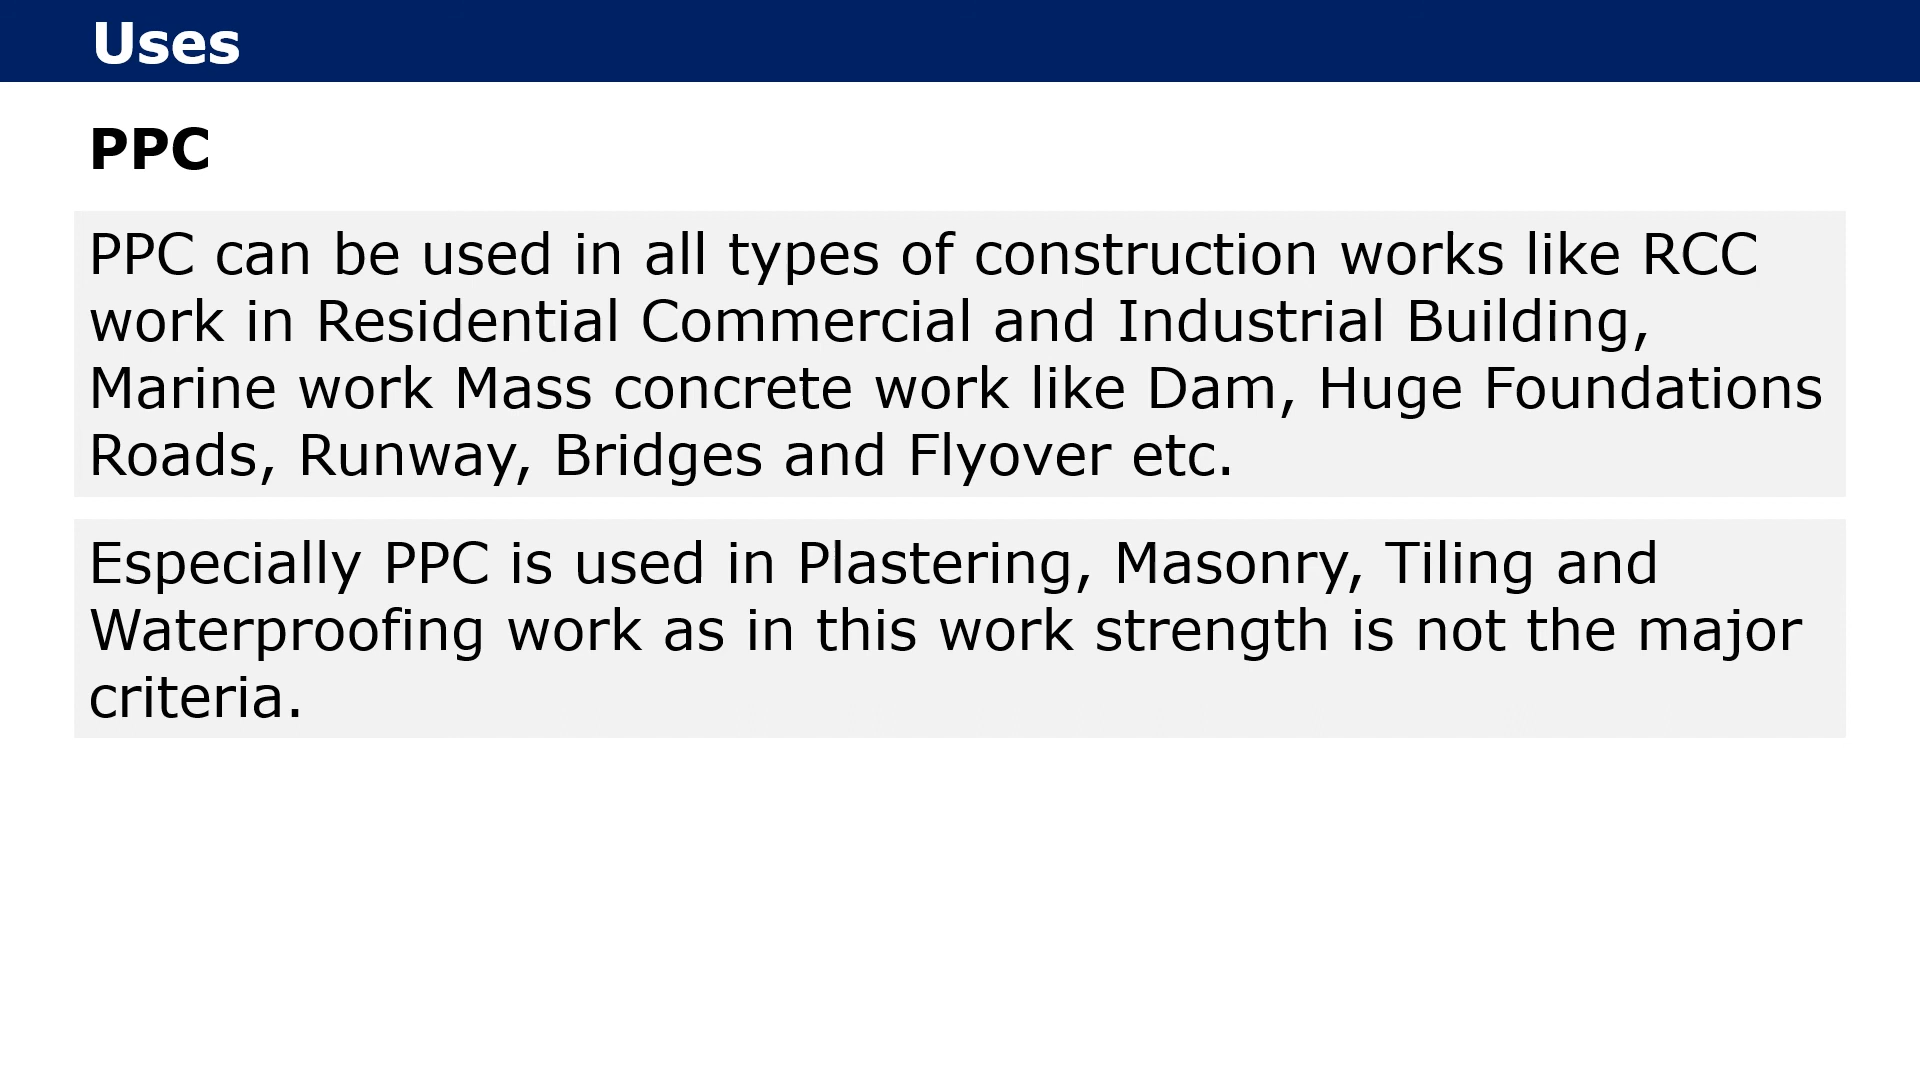 Uses
PPC
PPC can be used in all types of construction works like RCC
work in Residential Commercial and Industrial Building,
Marine work Mass concrete work like Dam, Huge Foundations
Roads, Runway, Bridges and Flyover etc.
Especially PPC is used in Plastering, Masonry, Tiling and
Waterproofing work as in this work strength is not the major
criteria.